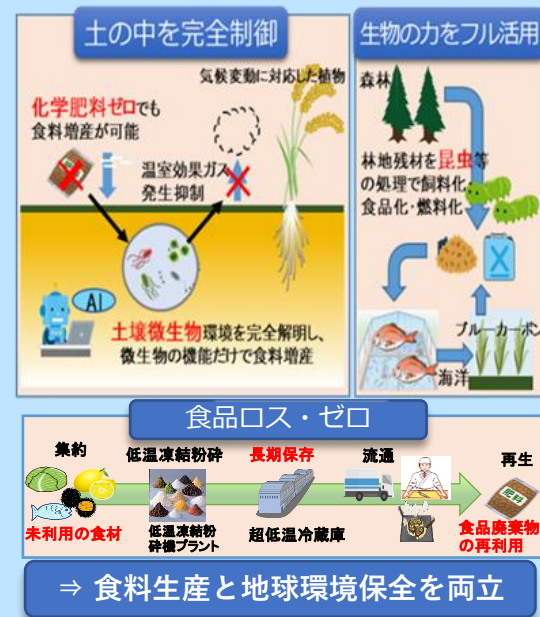 土の中を完全制御
気候変動に対応した植物
化学肥料ゼロでも
食料増産が可能
温室効果ガス
発生抑制
AI
土壌微生物環境を完全解明し、
微生物の機能だけで食料増産
生物の力をフル活用
森林
林地残材を昆虫等
の処理で飼料化
食品化・燃料化
ブルーカーボン
海洋
食品ロス・ゼロ
集約
未利用の食材
低温凍結粉砕
低温凍結粉
砕機プラント
長期保存
超低温冷蔵庫
流通
再生
肥料
食品廃棄物
の再利用
⇒ 食料生産と地球環境保全を両立